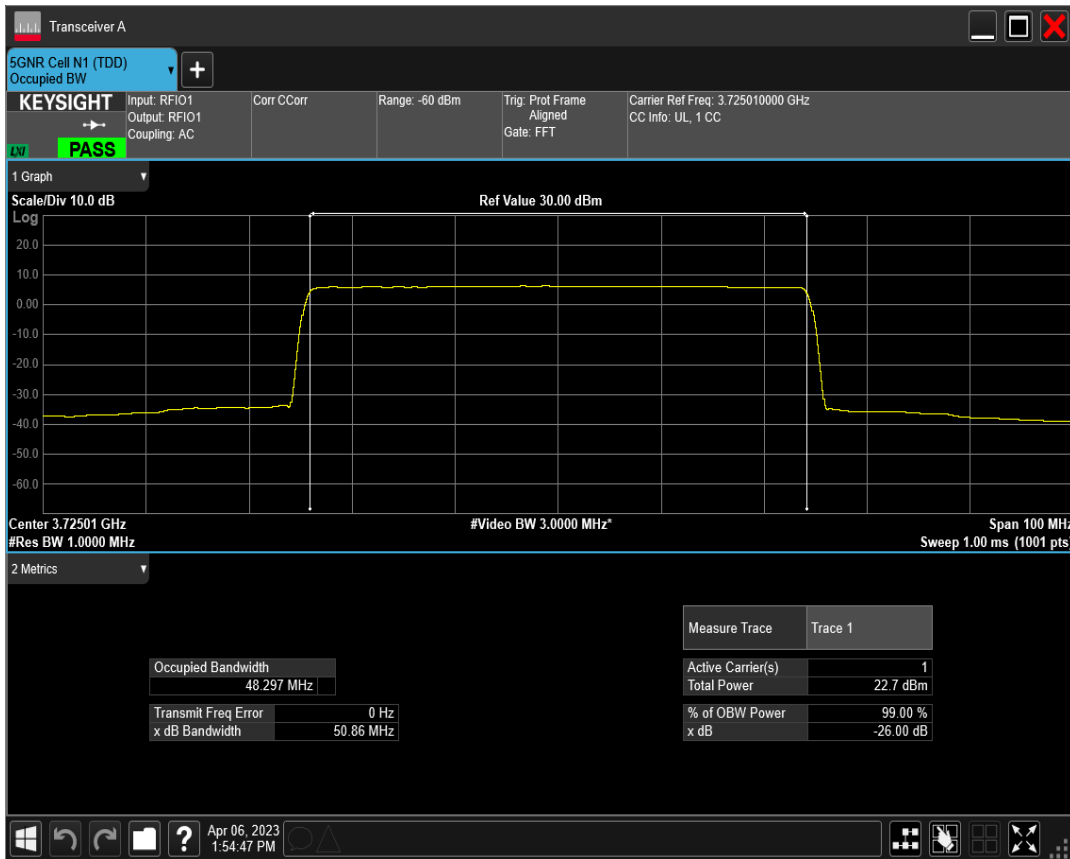 Transceiver A
5GNR Cell N1 (TDD)
Occupied BW
KEYSIGHT
LXI
PASS
Input: RFIO1
Output: RFIO1
Coupling: AC
Corr CCorr
Range: -60 dBm
Trig: Prot Frame
Aligned
Gate: FFT
Carrier Ref Freq: 3.725010000 GHz
CC Info: UL, 1 CC
1 Graph
Scale/Div 10.0 dB
Ref Value 30.00 dBm
Log
20.0
10.0
0.00
-10.0
-20.0
-30.0
-40.0
-50.0
-60.0
Center 3.72501 GHz
#Video BW 3.0000 MHz*
Span 100 MHz
#Res BW 1.0000 MHz
Sweep 1.00 ms (1001 pts)
2 Metrics
Measure Trace Trace 1
Occupied Bandwidth
48.297 MHz
Transmit Freq Error 0 Hz
x dB Bandwidth 50.86 MHz
Active Carrier(s) 1
Total Power 22.7 dBm
% of OBW Power 99.00 %
x dB -26.00 dB
Apr 06, 2023
1:54:47 PM